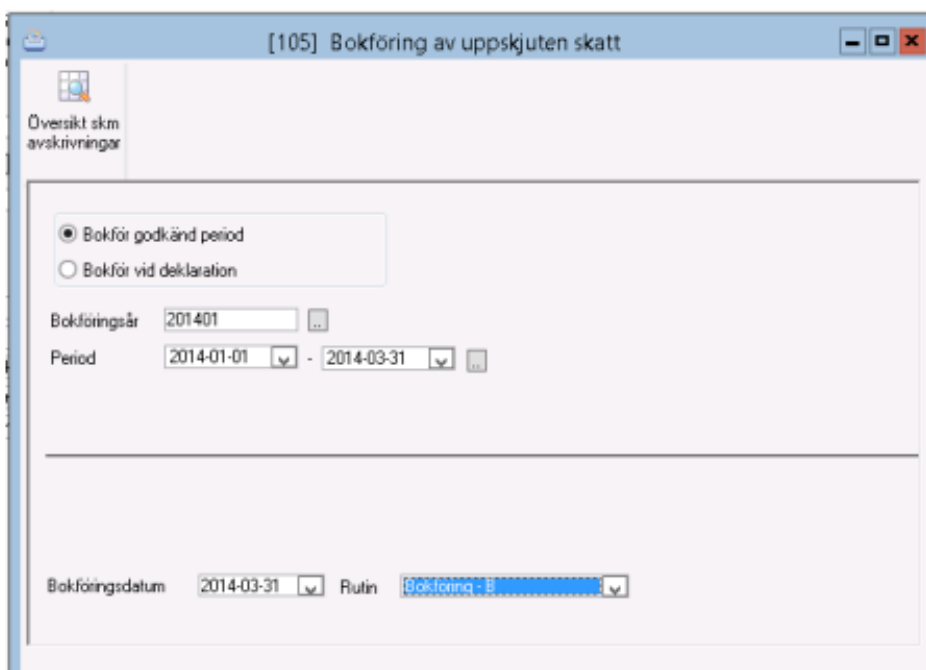 [105] Bokföring av uppskjuten skatt
Översikt skm
avskrivningar
Bokför godkänd period
Bokför vid deklaration
Bokföringsår 201401 ..
Period 2014-01-01 - 2014-03-31 ..
Bokföringsdatum 2014-03-31 Rutin Bokföring - B